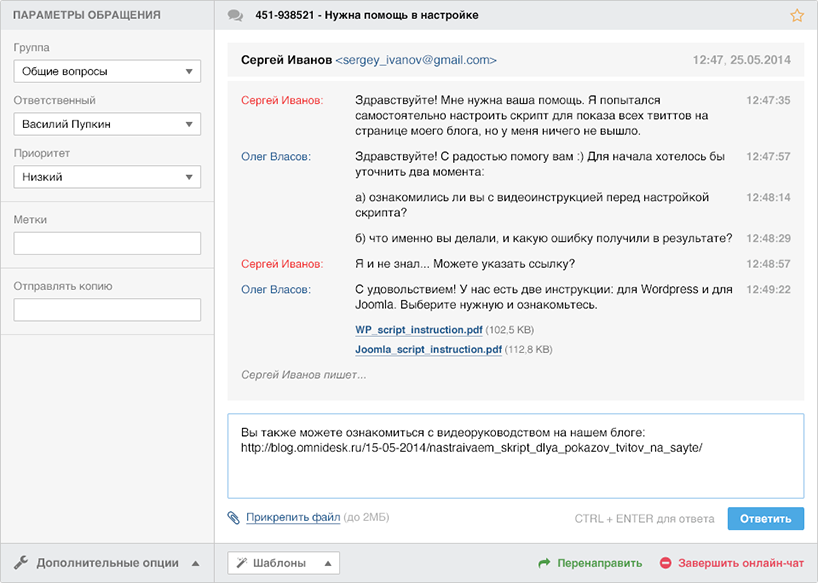 ПАРАМЕТРЫ ОБРАЩЕНИЯ
Группа
Общие вопросы
Ответственный
Василий Пупкин
Приоритет
Низкий
Метки
Отправлять копию
Дополнительные опции
451-938521 - Нужна помощь в настройке
Сергей Иванов <sergey_ivanov@gmail.com> 12:47, 25.05.2014
Сергей Иванов: Здравствуйте! Мне нужна ваша помощь. Я попытался 12:47:35
самостоятельно настроить скрипт для показа всех твиттов на
странице моего блога, но у меня ничего не вышло.
Олег Власов: Здравствуйте! С радостью помогу вам :) Для начала хотелось бы 12:47:57
уточнить два момента:
а) ознакомились ли вы с видеоинструкцией перед настройкой 12:48:14
скрипта?
б) что именно вы делали, и какую ошибку получили в результате? 12:48:29
Сергей Иванов: Я и не знал... Можете указать ссылку? 12:48:57
Олег Власов: С удовольствием! У нас есть две инструкции: для Wordpress и для 12:49:22
Joomla. Выберите нужную и ознакомьтесь.
WP_script_instruction.pdf (102,5 KB)
Joomla_script_instruction.pdf (112,8 KB)
Сергей Иванов пишет...
Вы также можете ознакомиться с видеоруководством на нашем блоге:
http://blog.omnidesk.ru/15-05-2014/nastraivaem_skript_dlya_pokazov_tvitov_na_sayte/
Прикрепить файл (до 2МБ) CTRL + ENTER для ответа Ответить
Шаблоны Перенаправить Завершить онлайн-чат